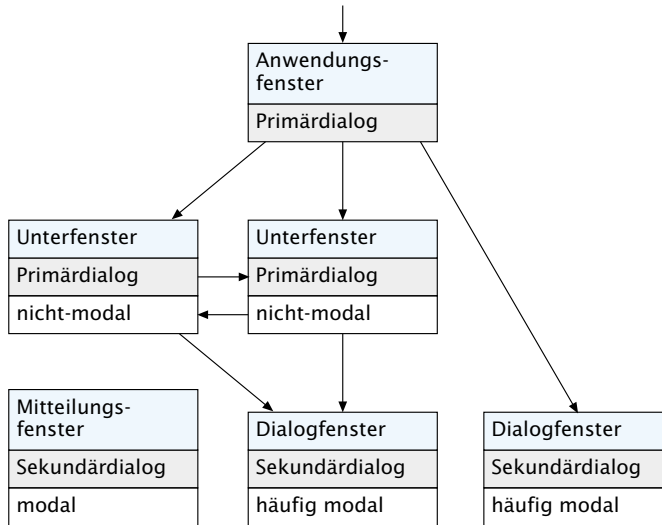 Anwendungs-
fenster
Primärdialog
Unterfenster
Primärdialog
nicht-modal
Unterfenster
Primärdialog
nicht-modal
Mitteilungs-
fenster
Sekundärdialog
modal
Dialogfenster
Sekundärdialog
häufig modal
Dialogfenster
Sekundärdialog
häufig modal